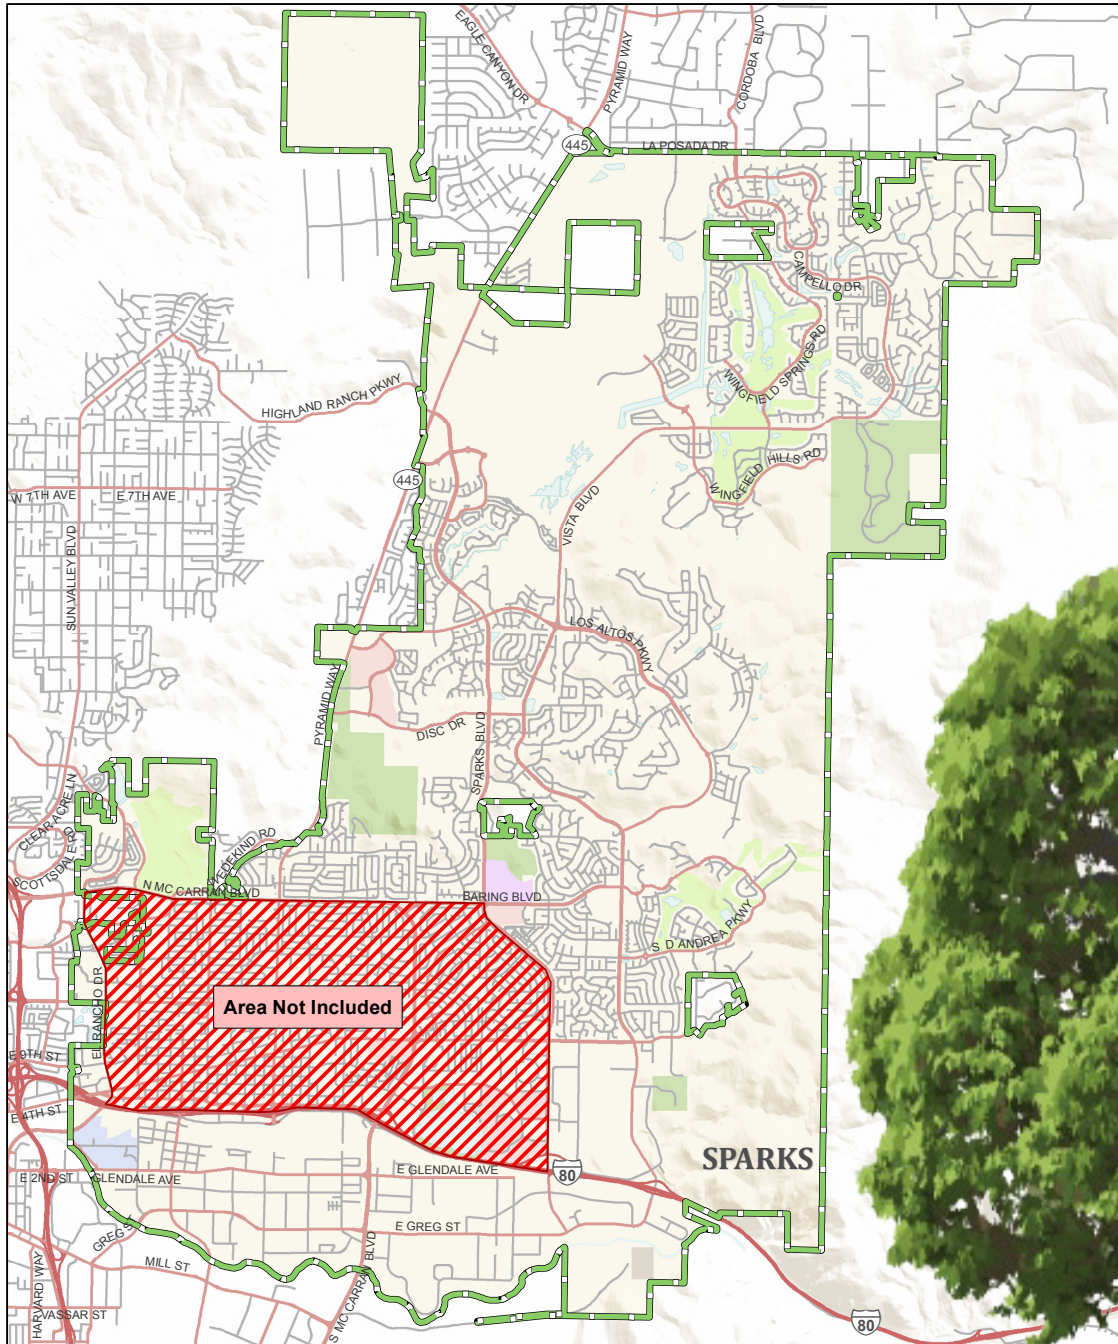 EAGLE CANYON DR
PYRAMID WAY
CORDOBA BLVD
445
LA POSADA DR
CAMPELLO DR
HIGHLAND RANCH PKWY
WINGFIELD SPRINGS RD
WINGFIELD HILLS RD
445
W 7TH AVE
E 7TH AVE
VISTA BLVD
SUN VALLEY BLVD
LOS ALTOS PKWY
PYRAMID WAY
DISC DR
SPARKS BLVD
CLEAR ACRE LN
SCOTTSDALE RD
WEDEKIND RD
N MC CARRAN BLVD
BARING BLVD
S D ANDREA PKWY
Area Not Included
EL RANCHO DR
E 9TH ST
E 4TH ST
SPARKS
E 2ND ST
GLENDALE AVE
E GLENDALE AVE
80
GREG ST
E GREG ST
MILL ST
HARVARD WAY
VASSAR ST
S MC CARRAN BLVD
80